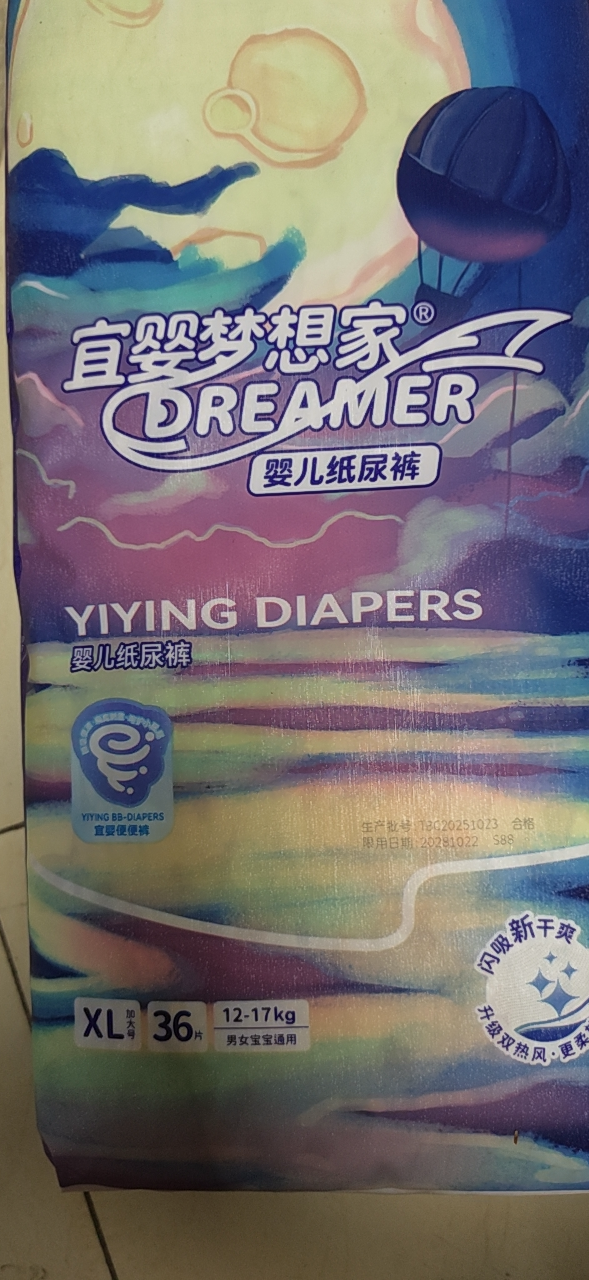 宜婴梦想家®
DREAMER
婴儿纸尿裤
YIYING DIAPERS
婴儿纸尿裤
YIYING BB-DIAPERS
宜婴便便裤
生产批号 TBC20251023 合格
限用日期 20281022 S88
闪吸新干爽
升级双热风·更柔
XL 加大号
36片
12-17kg
男女宝宝通用